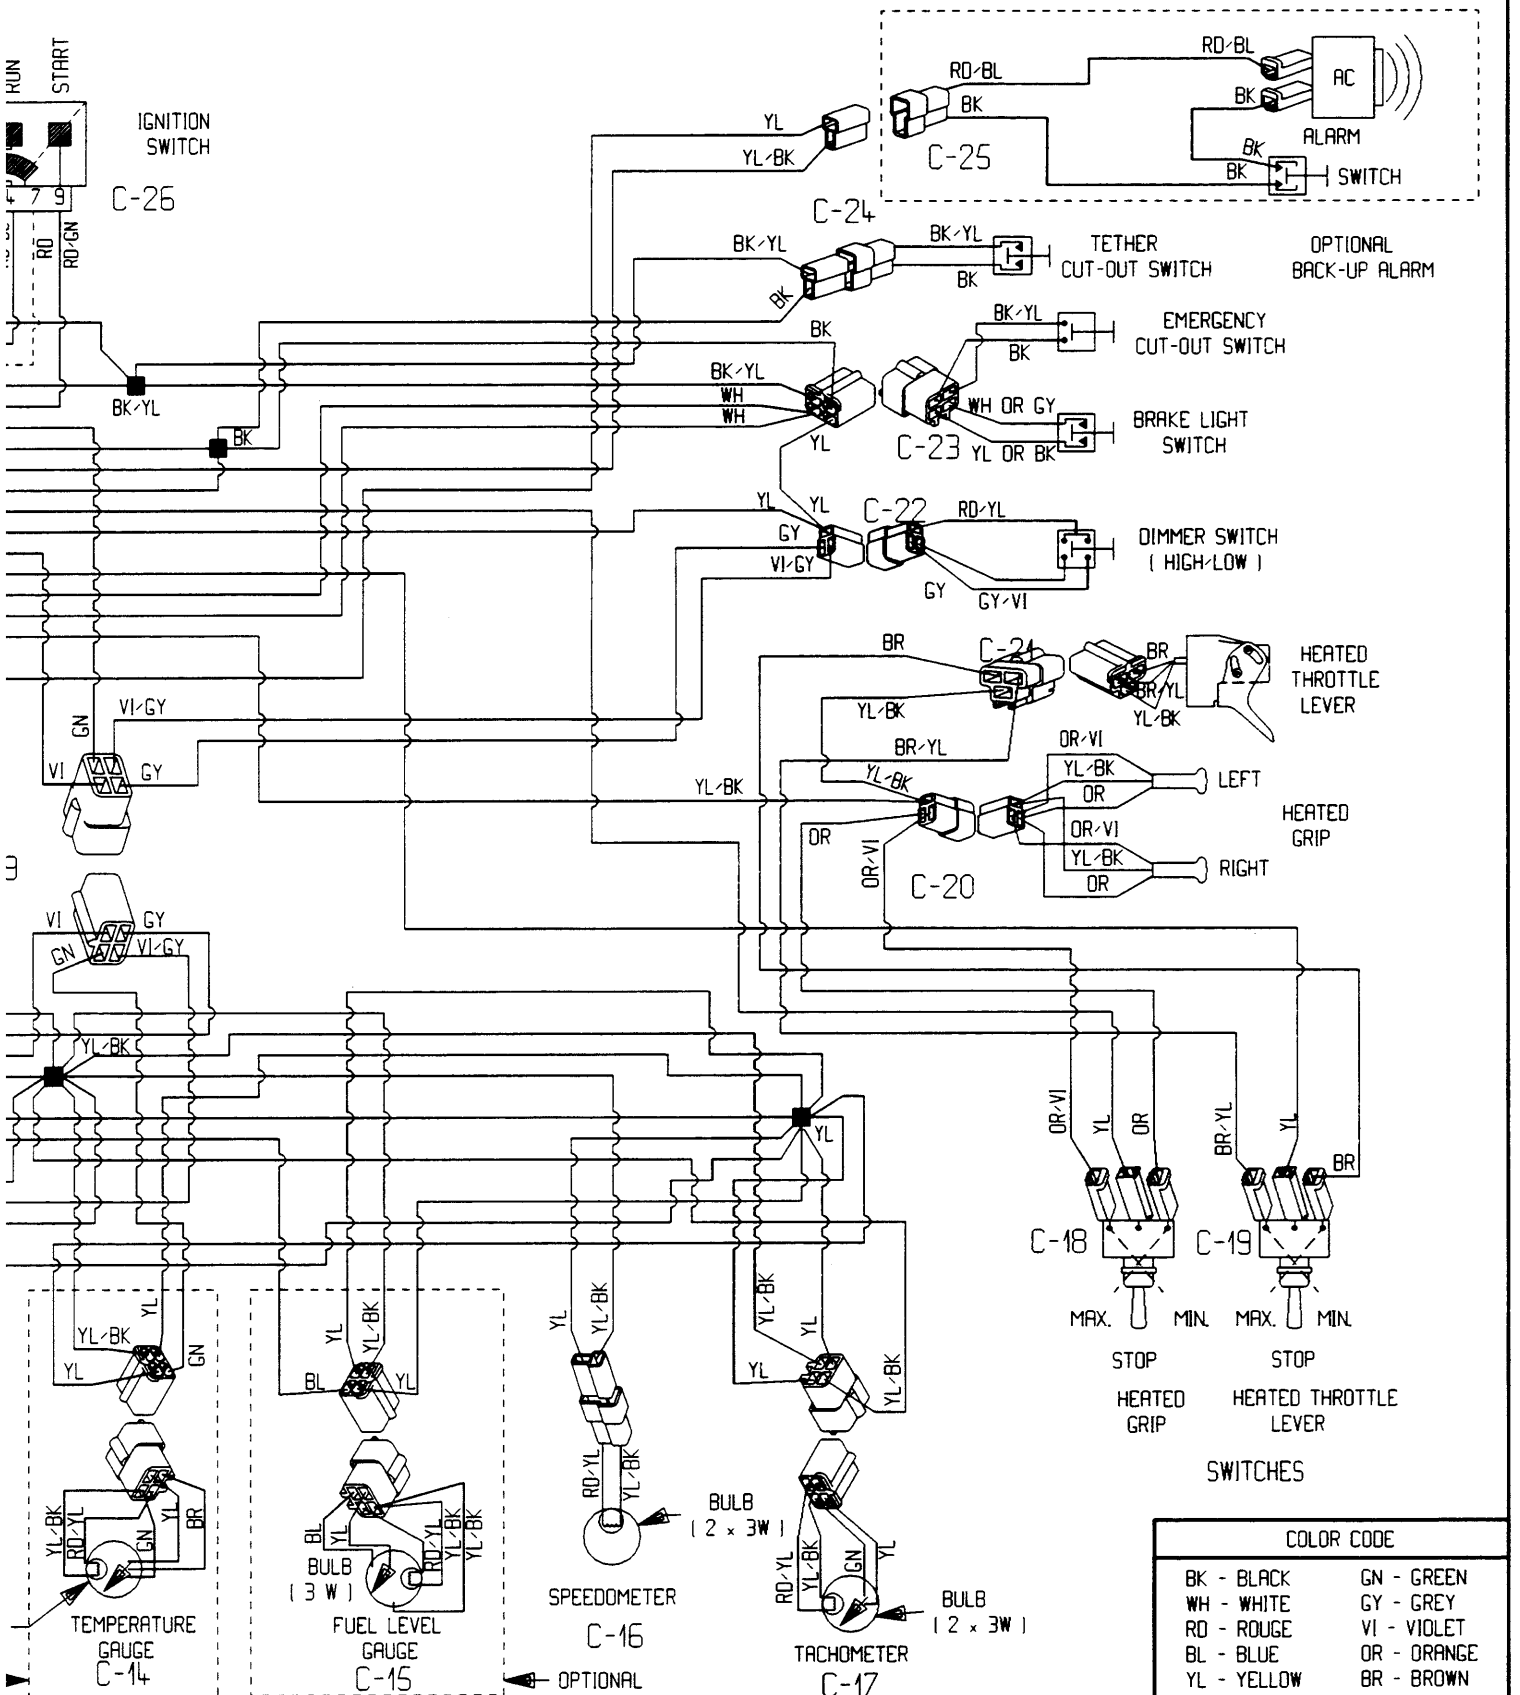 RUN
START
IGNITION
SWITCH
C-26
4 7 9
RD
RD/GN
YL
YL/BK
RD/BL
BK
C-25
RD/BL
BK
AC
ALARM
BK
BK
SWITCH
OPTIONAL
BACK-UP ALARM
C-24
BK/YL
BK
BK/YL
BK
TETHER
CUT-OUT SWITCH
BK/YL
BK
BK
BK/YL
WH
WH
YL
C-23
BK/YL
BK
EMERGENCY
CUT-OUT SWITCH
WH OR GY
YL OR BK
BRAKE LIGHT
SWITCH
YL
YL
GY
VI/GY
C-22
RD/YL
GY
GY/VI
DIMMER SWITCH
( HIGH/LOW )
BR
YL/BK
BR/YL
C-21
BR
BR/YL
YL/BK
HEATED
THROTTLE
LEVER
GN
VI/GY
VI
GY
YL/BK
YL/BK
OR
OR/VI
C-20
OR/VI
YL/BK
OR
LEFT
OR/VI
YL/BK
OR
RIGHT
HEATED
GRIP
9
VI
GY
GN
VI/GY
YL/BK
YL
OR/VI
YL
OR
BR/YL
YL
BR
C-18
C-19
MAX.
MIN.
MAX.
MIN.
STOP
STOP
HEATED
GRIP
HEATED THROTTLE
LEVER
SWITCHES
YL
YL/BK
YL
GN
YL
YL/BK
BL
YL
YL
YL/BK
YL/BK
YL
YL
YL/BK
YL/BK
RD/YL
GN
YL
BR
BL
YL
RD/YL
YL/BK
YL/BK
BULB
( 3 W )
RD/YL
YL/BK
BULB
( 2 x 3W )
RD/YL
YL/BK
GN
YL
BULB
( 2 x 3W )
TEMPERATURE
GAUGE
C-14
FUEL LEVEL
GAUGE
C-15
OPTIONAL
SPEEDOMETER
C-16
TACHOMETER
C-17
COLOR CODE
BK - BLACK
GN - GREEN
WH - WHITE
GY - GREY
RD - ROUGE
VI - VIOLET
BL - BLUE
OR - ORANGE
YL - YELLOW
BR - BROWN